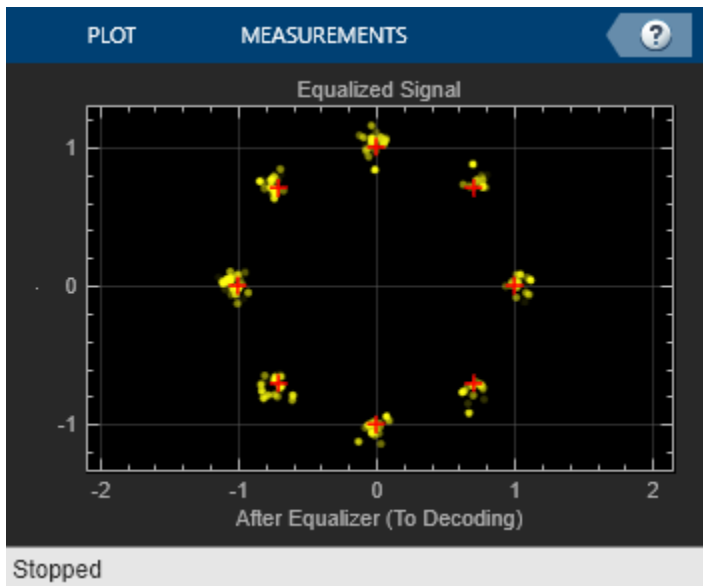 PLOT MEASUREMENTS ?
Equalized Signal
1
0
-1
-2 -1 0 1 2
After Equalizer (To Decoding)
Stopped